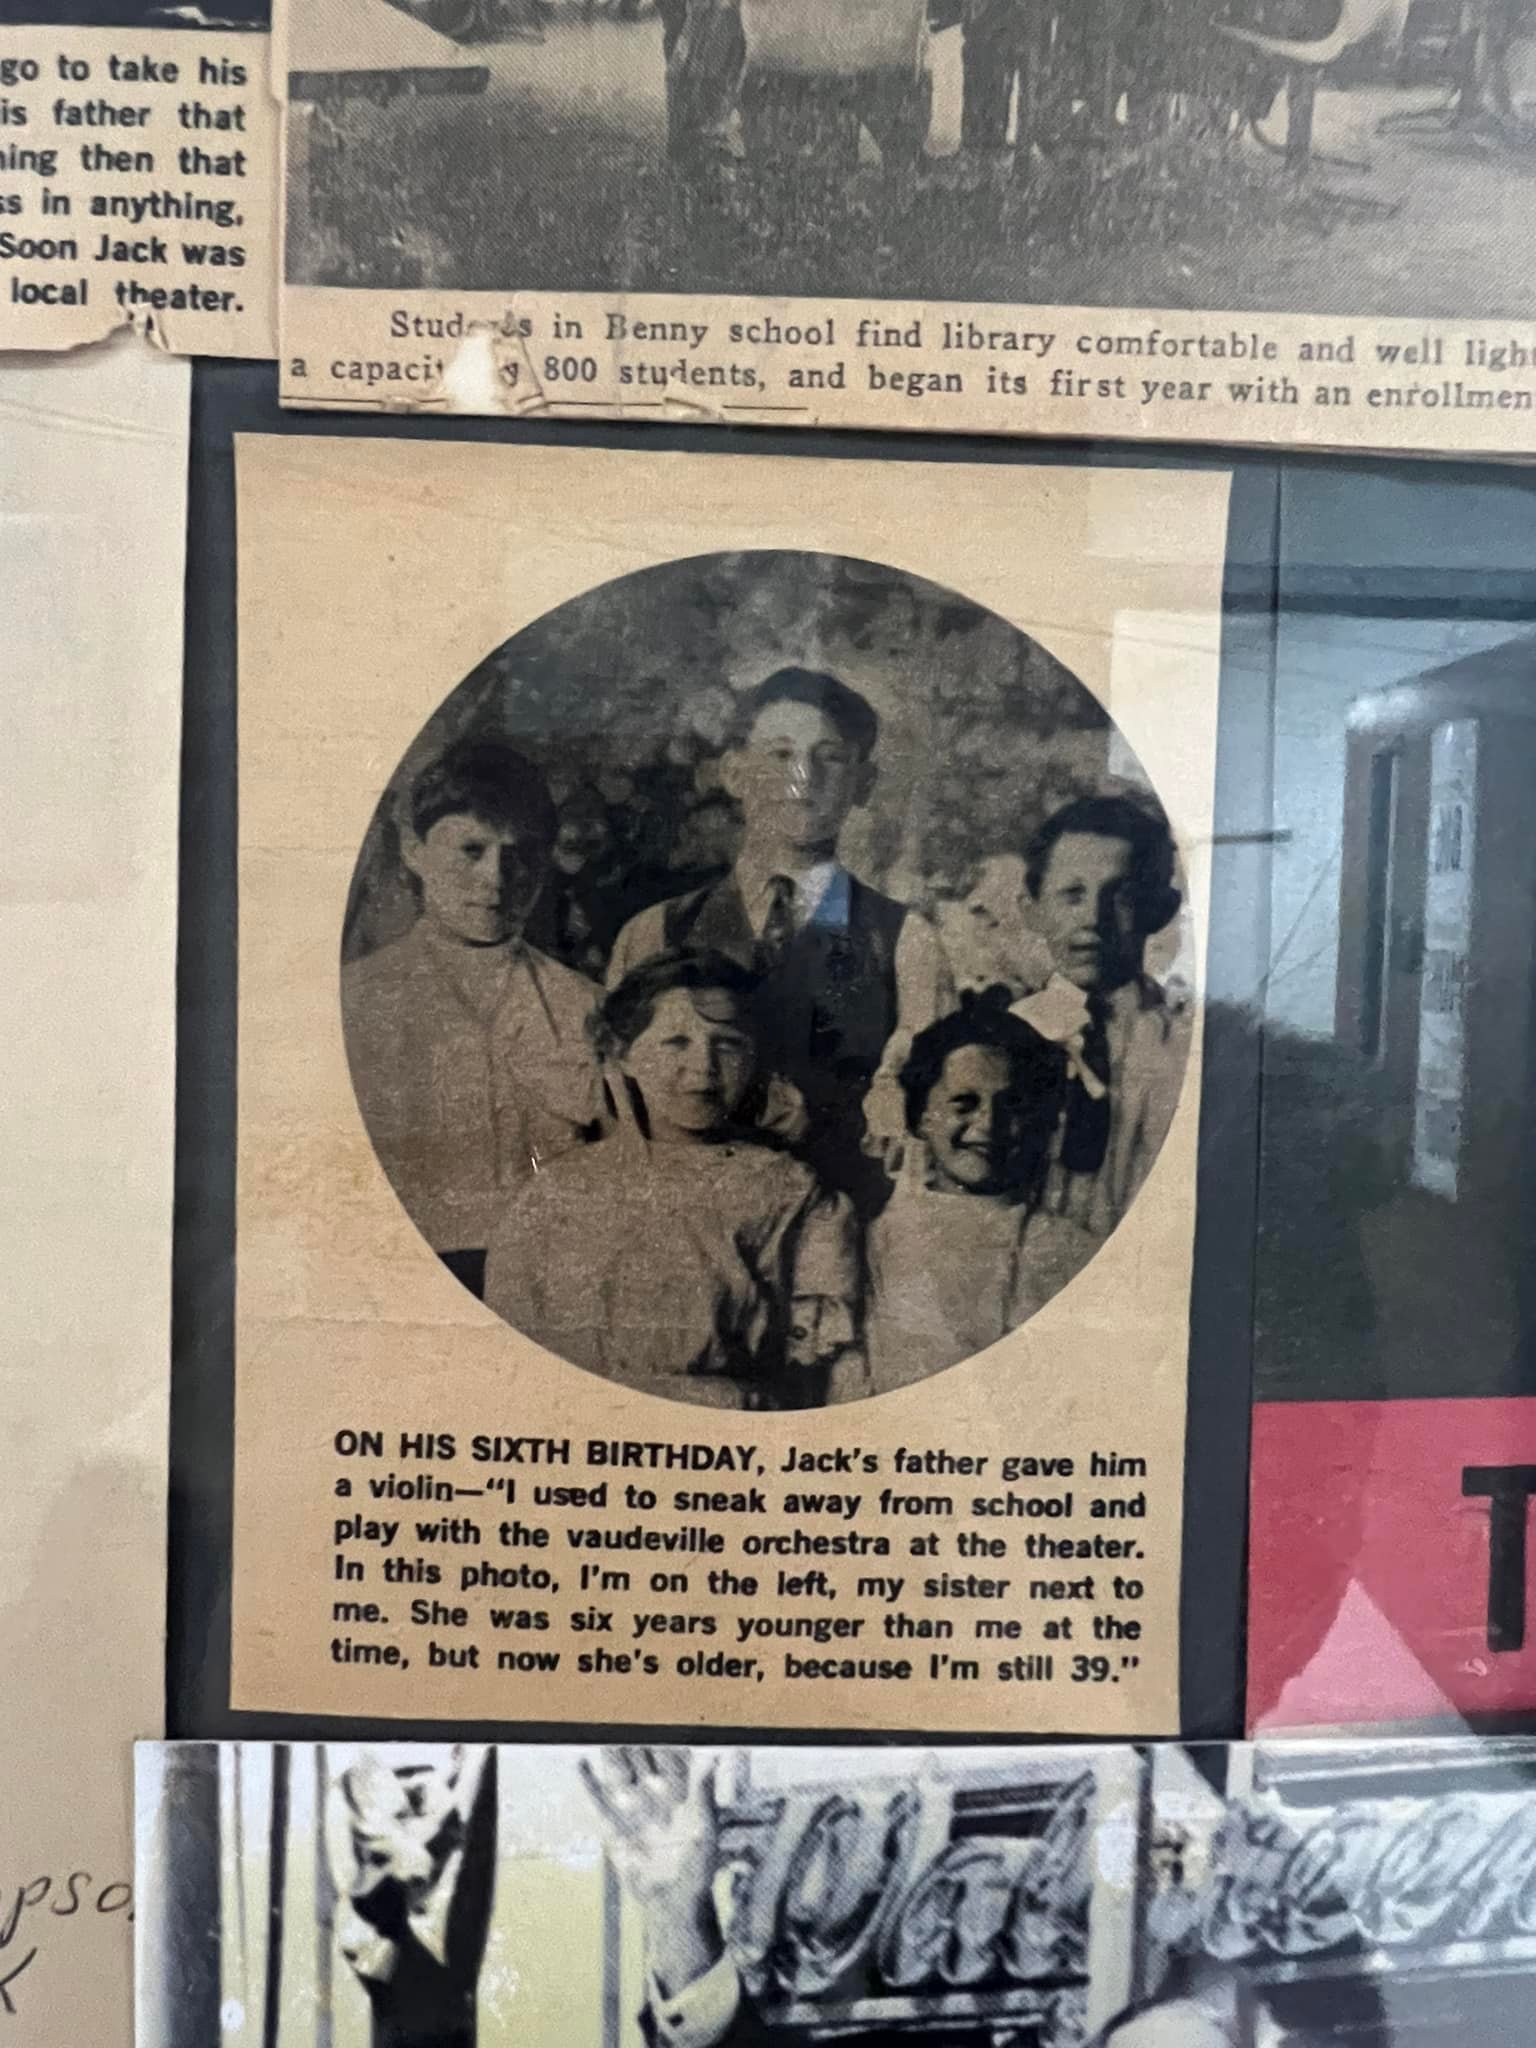 go to take his
is father that
then that
in anything,
Soon Jack was
local theater.
in Benny school find library comfortable and well
a 800 students, and began its first year with an
ON HIS SIXTH BIRTHDAY, Jack's father gave him
a violin—“I used to sneak away from school and
play with the vaudeville orchestra at the theater.
In this photo, I'm on the left, my sister next to
me. She was six years younger than me at the
time, but now she's older, because I'm still 39.”
T